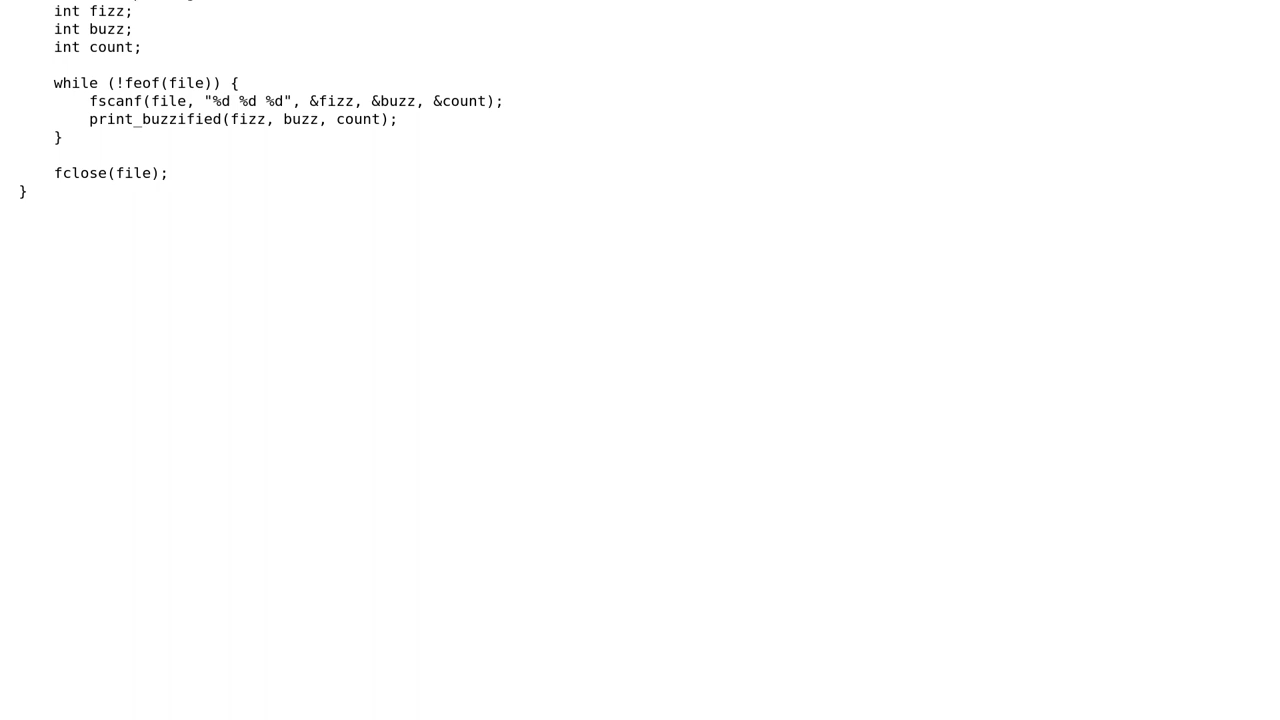 int fizz;
int buzz;
int count;
while (!feof(file)) {
fscanf(file, "%d %d %d", &fizz, &buzz, &count);
print_buzzified(fizz, buzz, count);
}
fclose(file);
}